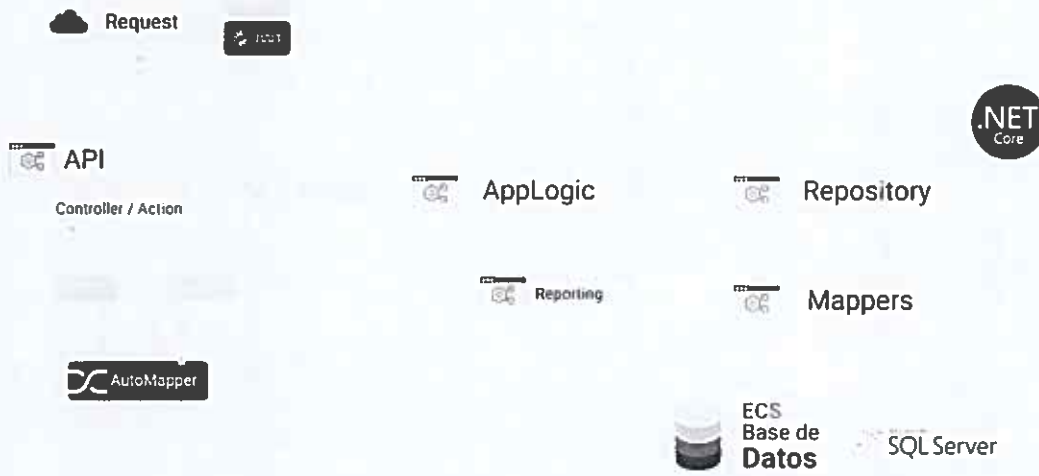 Request
.NET
Core
API
Controller / Action
AppLogic
Repository
Reporting
Mappers
AutoMapper
ECS
Base de
Datos
SQL Server